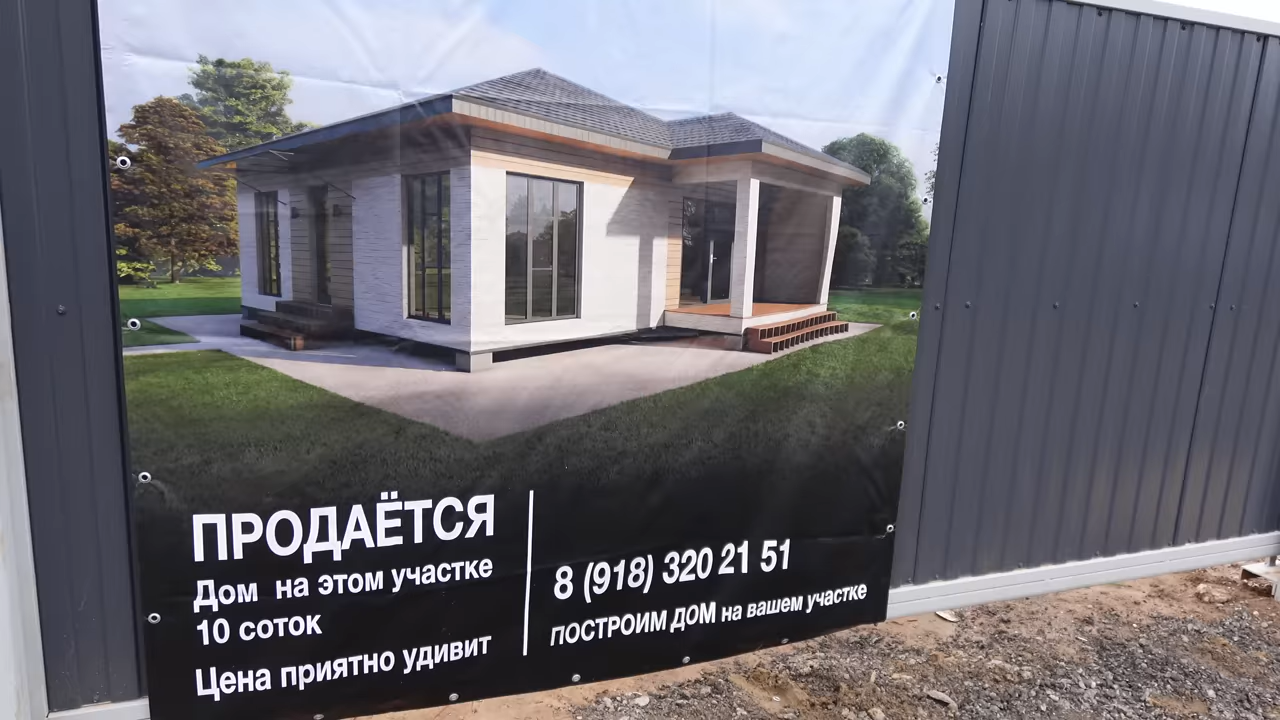 ПРОДАЁТСЯ
Дом на этом участке
10 соток
Цена приятно удивит
8 (918) 320 21 51
ПОСТРОИМ ДОМ на вашем участке